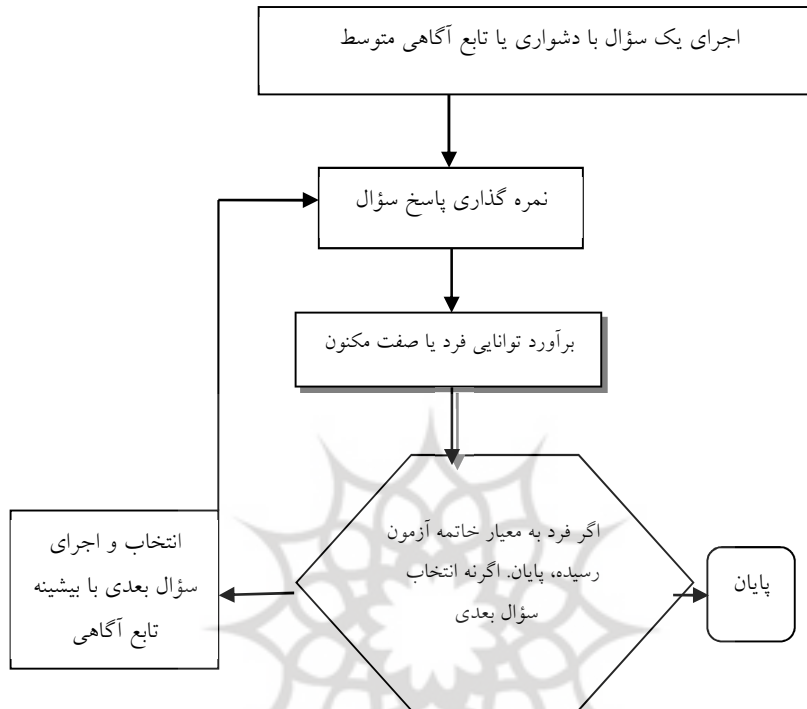 اجرای یک سؤال با دشواری یا تابع آگاهی متوسط
نمره گذاری پاسخ سؤال
برآورد توانایی فرد یا صفت مکنون
اگر فرد به معیار خاتمه آزمون
رسیده، پایان. اگرنه انتخاب
سؤال بعدی
پایان
انتخاب و اجرای
سؤال بعدی با بیشینه
تابع آگاهی